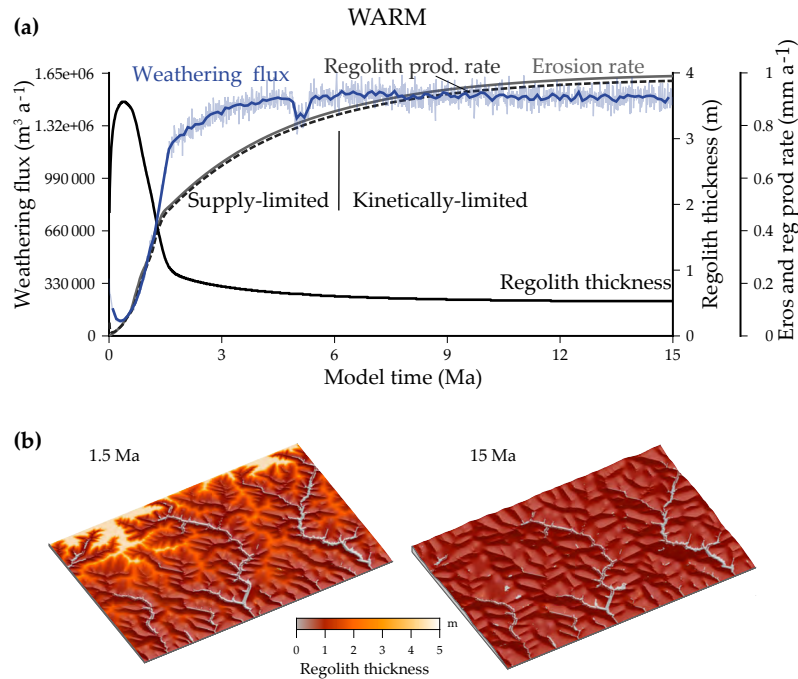 WARM
(a)
Weathering flux
Regolith prod. rate
Erosion rate
1.65e+06
1.32e+06
990 000
660 000
330 000
0
Weathering flux (m³ a⁻¹)
Supply-limited
Kinetically-limited
Regolith thickness
4
3
2
1
0
Regolith thickness (m)
1
0.8
0.6
0.4
0.2
0
Eros and reg prod rate (mm a⁻¹)
0 3 6 9 12 15
Model time (Ma)
(b)
1.5 Ma
15 Ma
m
0 1 2 3 4 5
Regolith thickness